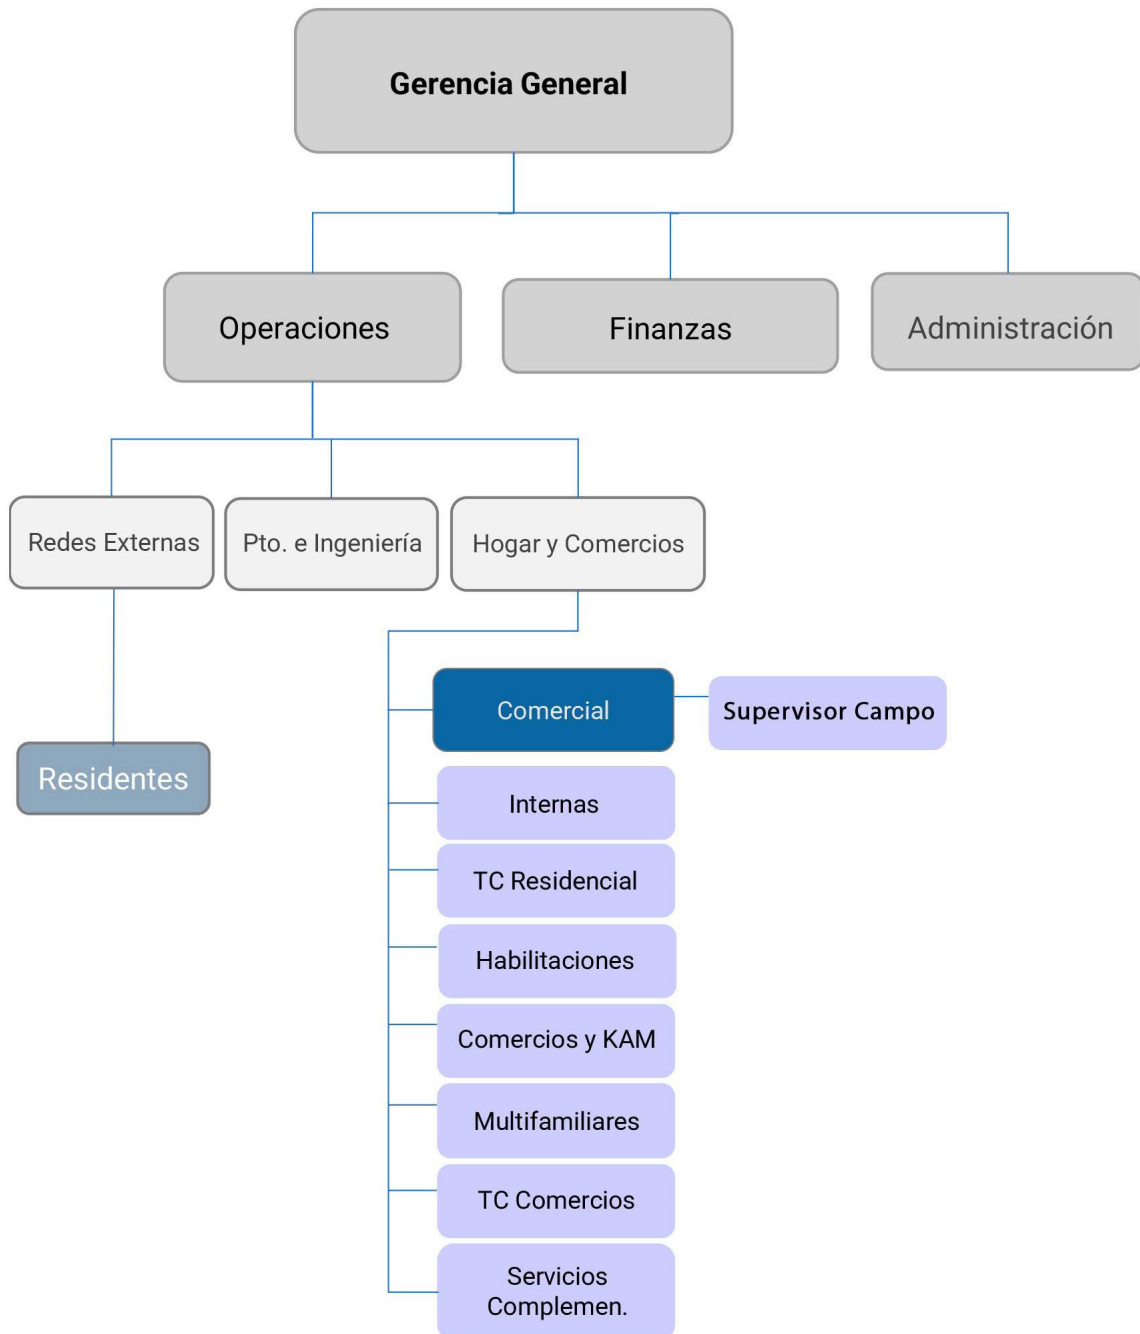 Gerencia General
Operaciones
Finanzas
Administración
Redes Externas
Pto. e Ingeniería
Hogar y Comercios
Comercial
Supervisor Campo
Residentes
Internas
TC Residencial
Habilitaciones
Comercios y KAM
Multifamiliares
TC Comercios
Servicios
Complemen.